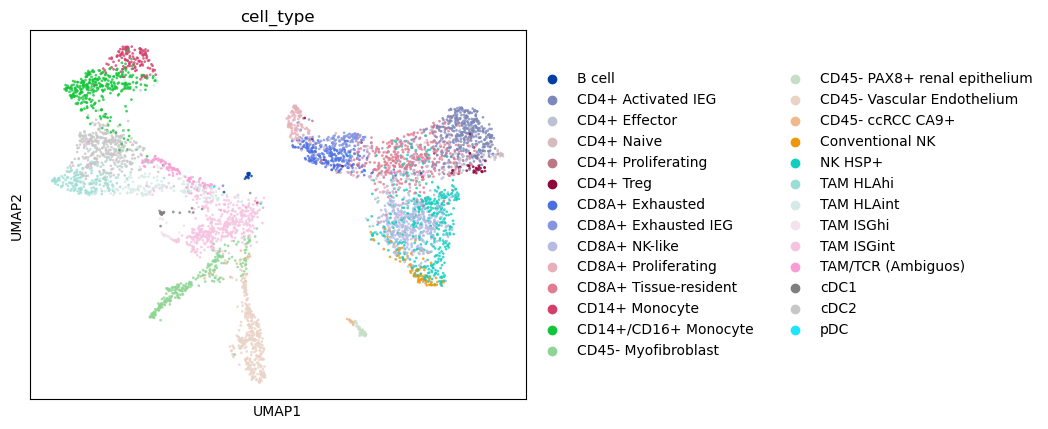 cell_type
UMAP2
UMAP1
B cell
CD4+ Activated IEG
CD4+ Effector
CD4+ Naive
CD4+ Proliferating
CD4+ Treg
CD8A+ Exhausted
CD8A+ Exhausted IEG
CD8A+ NK-like
CD8A+ Proliferating
CD8A+ Tissue-resident
CD14+ Monocyte
CD14+/CD16+ Monocyte
CD45- Myofibroblast
CD45- PAX8+ renal epithelium
CD45- Vascular Endothelium
CD45- ccRCC CA9+
Conventional NK
NK HSP+
TAM HLAhi
TAM HLAint
TAM ISGhi
TAM ISGint
TAM/TCR (Ambiguos)
cDC1
cDC2
pDC